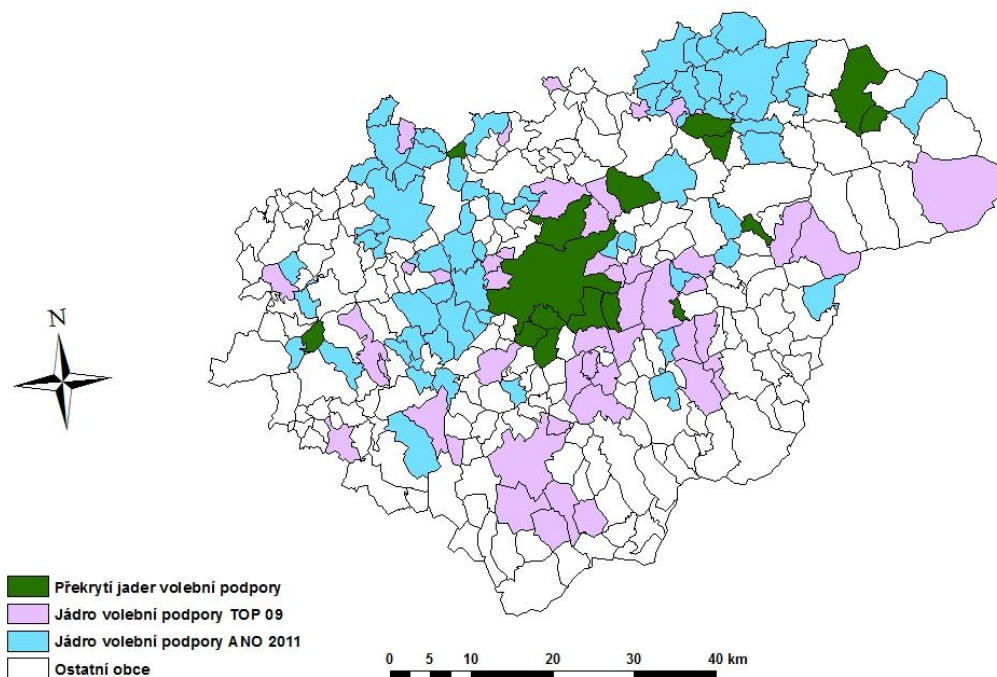 N
Překrytí jader volební podpory
Jádro volební podpory TOP 09
Jádro volební podpory ANO 2011
Ostatní obce
0 5 10 20 30 40 km